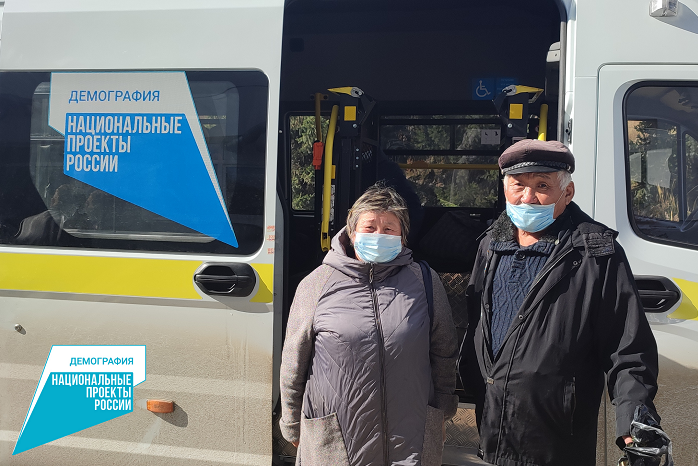 ДЕМОГРАФИЯ
НАЦИОНАЛЬНЫЕ
ПРОЕКТЫ
РОССИИ
ДЕМОГРАФИЯ
НАЦИОНАЛЬНЫЕ
ПРОЕКТЫ
РОССИИ